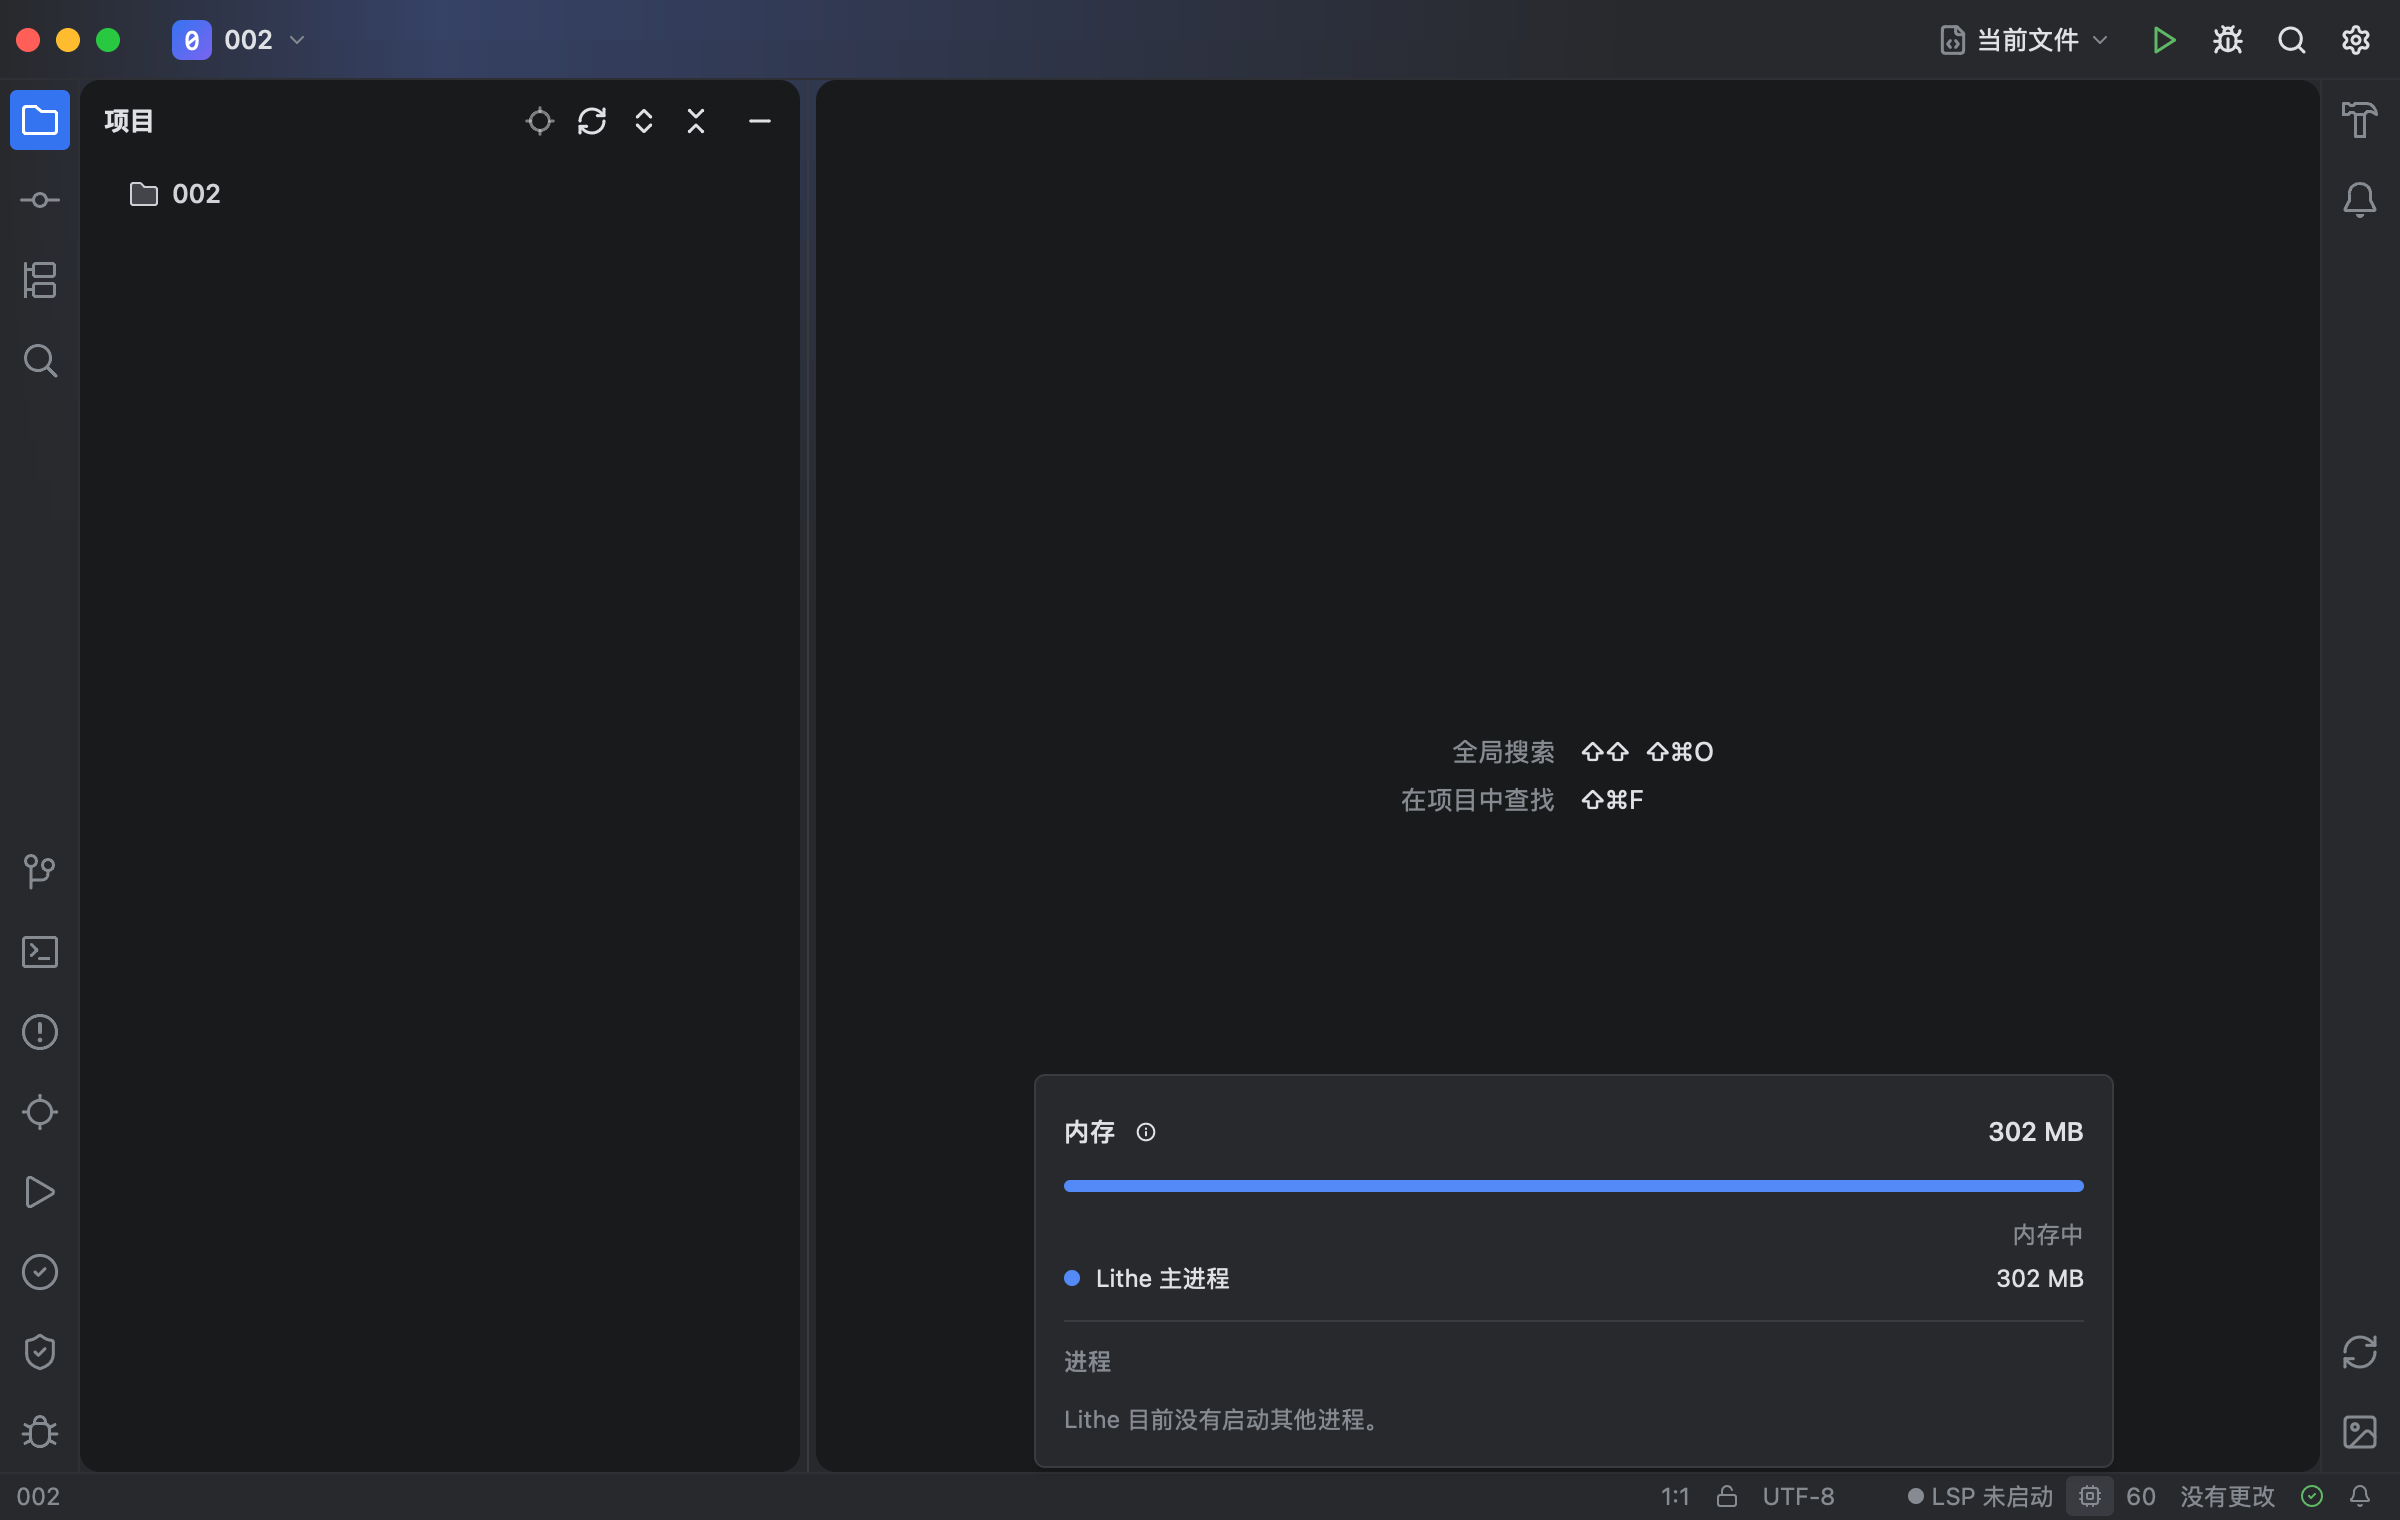 0 002
当前文件
项目
002
全局搜索 ⇧⇧ ⇧⌘O
在项目中查找 ⇧⌘F
内存 302 MB
内存中
Lithe 主进程 302 MB
进程
Lithe 目前没有启动其他进程。
002 1:1 UTF-8 LSP 未启动 60 没有更改